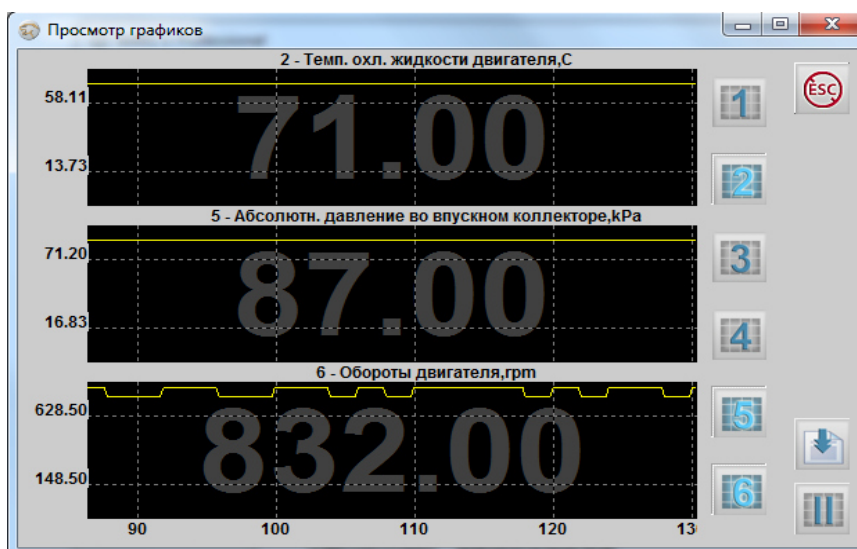 Просмотр графиков
2 - Темп. охл. жидкости двигателя,C
58.11
71.00
13.73
5 - Абсолютн. давление во впускном коллекторе,kPa
71.20
87.00
16.83
6 - Обороты двигателя,rpm
628.50
832.00
148.50
90 100 110 120
1
2
3
4
5
6
ESC